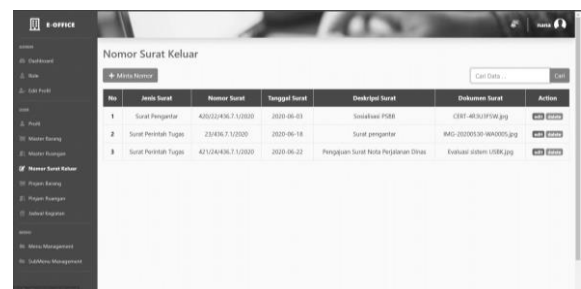 E-OFFICE
nama
Dashboard
Role
Edit Profil
Profil
Master Barang
Master Ruangan
Nomor Surat Keluar
Pinjam Barang
Pinjam Ruangan
Jadwal Kegiatan
Menu Management
SubMenu Management
Nomor Surat Keluar
+ Minta Nomor
Cari Data ...
Cari
No Jenis Surat Nomor Surat Tanggal Surat Deskripsi Surat Dokumen Surat Action
1 Surat Pengantar 420/22/436.7.1/2020 2020-06-03 Sosialisasi PSBB CERT-4R3U3FSW.jpg edit delete
2 Surat Perintah Tugas 23/436.7.1/2020 2020-06-18 Surat pengantar IMG-20200530-WA0005.jpg edit delete
3 Surat Perintah Tugas 421/24/436.7.1/2020 2020-06-22 Pengajuan Surat Nota Perjalanan Dinas Evaluasi sistem USBK.jpg edit delete